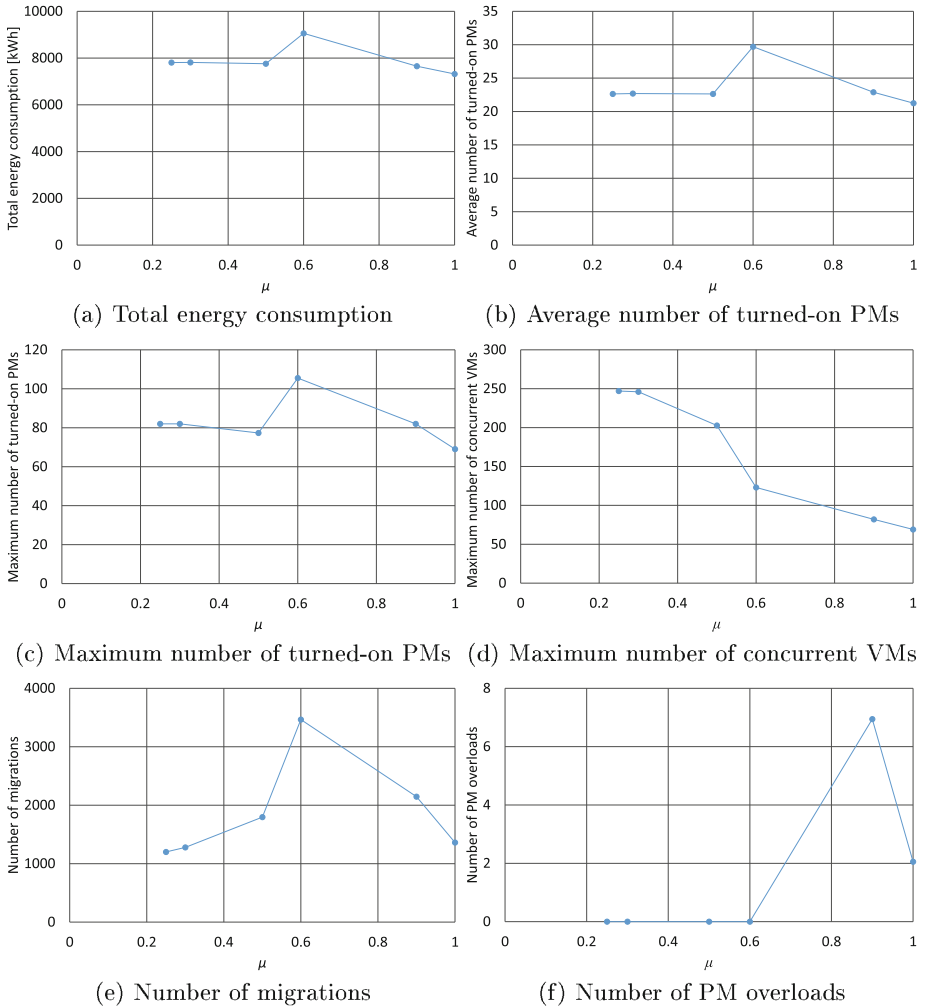 Total energy consumption [kWh]
10000
8000
6000
4000
2000
0
0 0.2 0.4 0.6 0.8 1
μ
(a) Total energy consumption
Average number of turned-on PMs
35
30
25
20
15
10
5
0
0 0.2 0.4 0.6 0.8 1
μ
(b) Average number of turned-on PMs
Maximum number of turned-on PMs
120
100
80
60
40
20
0
0 0.2 0.4 0.6 0.8 1
μ
(c) Maximum number of turned-on PMs
Maximum number of concurrent VMs
300
250
200
150
100
50
0
0 0.2 0.4 0.6 0.8 1
μ
(d) Maximum number of concurrent VMs
Number of migrations
4000
3000
2000
1000
0
0 0.2 0.4 0.6 0.8 1
μ
(e) Number of migrations
Number of PM overloads
8
6
4
2
0
0 0.2 0.4 0.6 0.8 1
μ
(f) Number of PM overloads